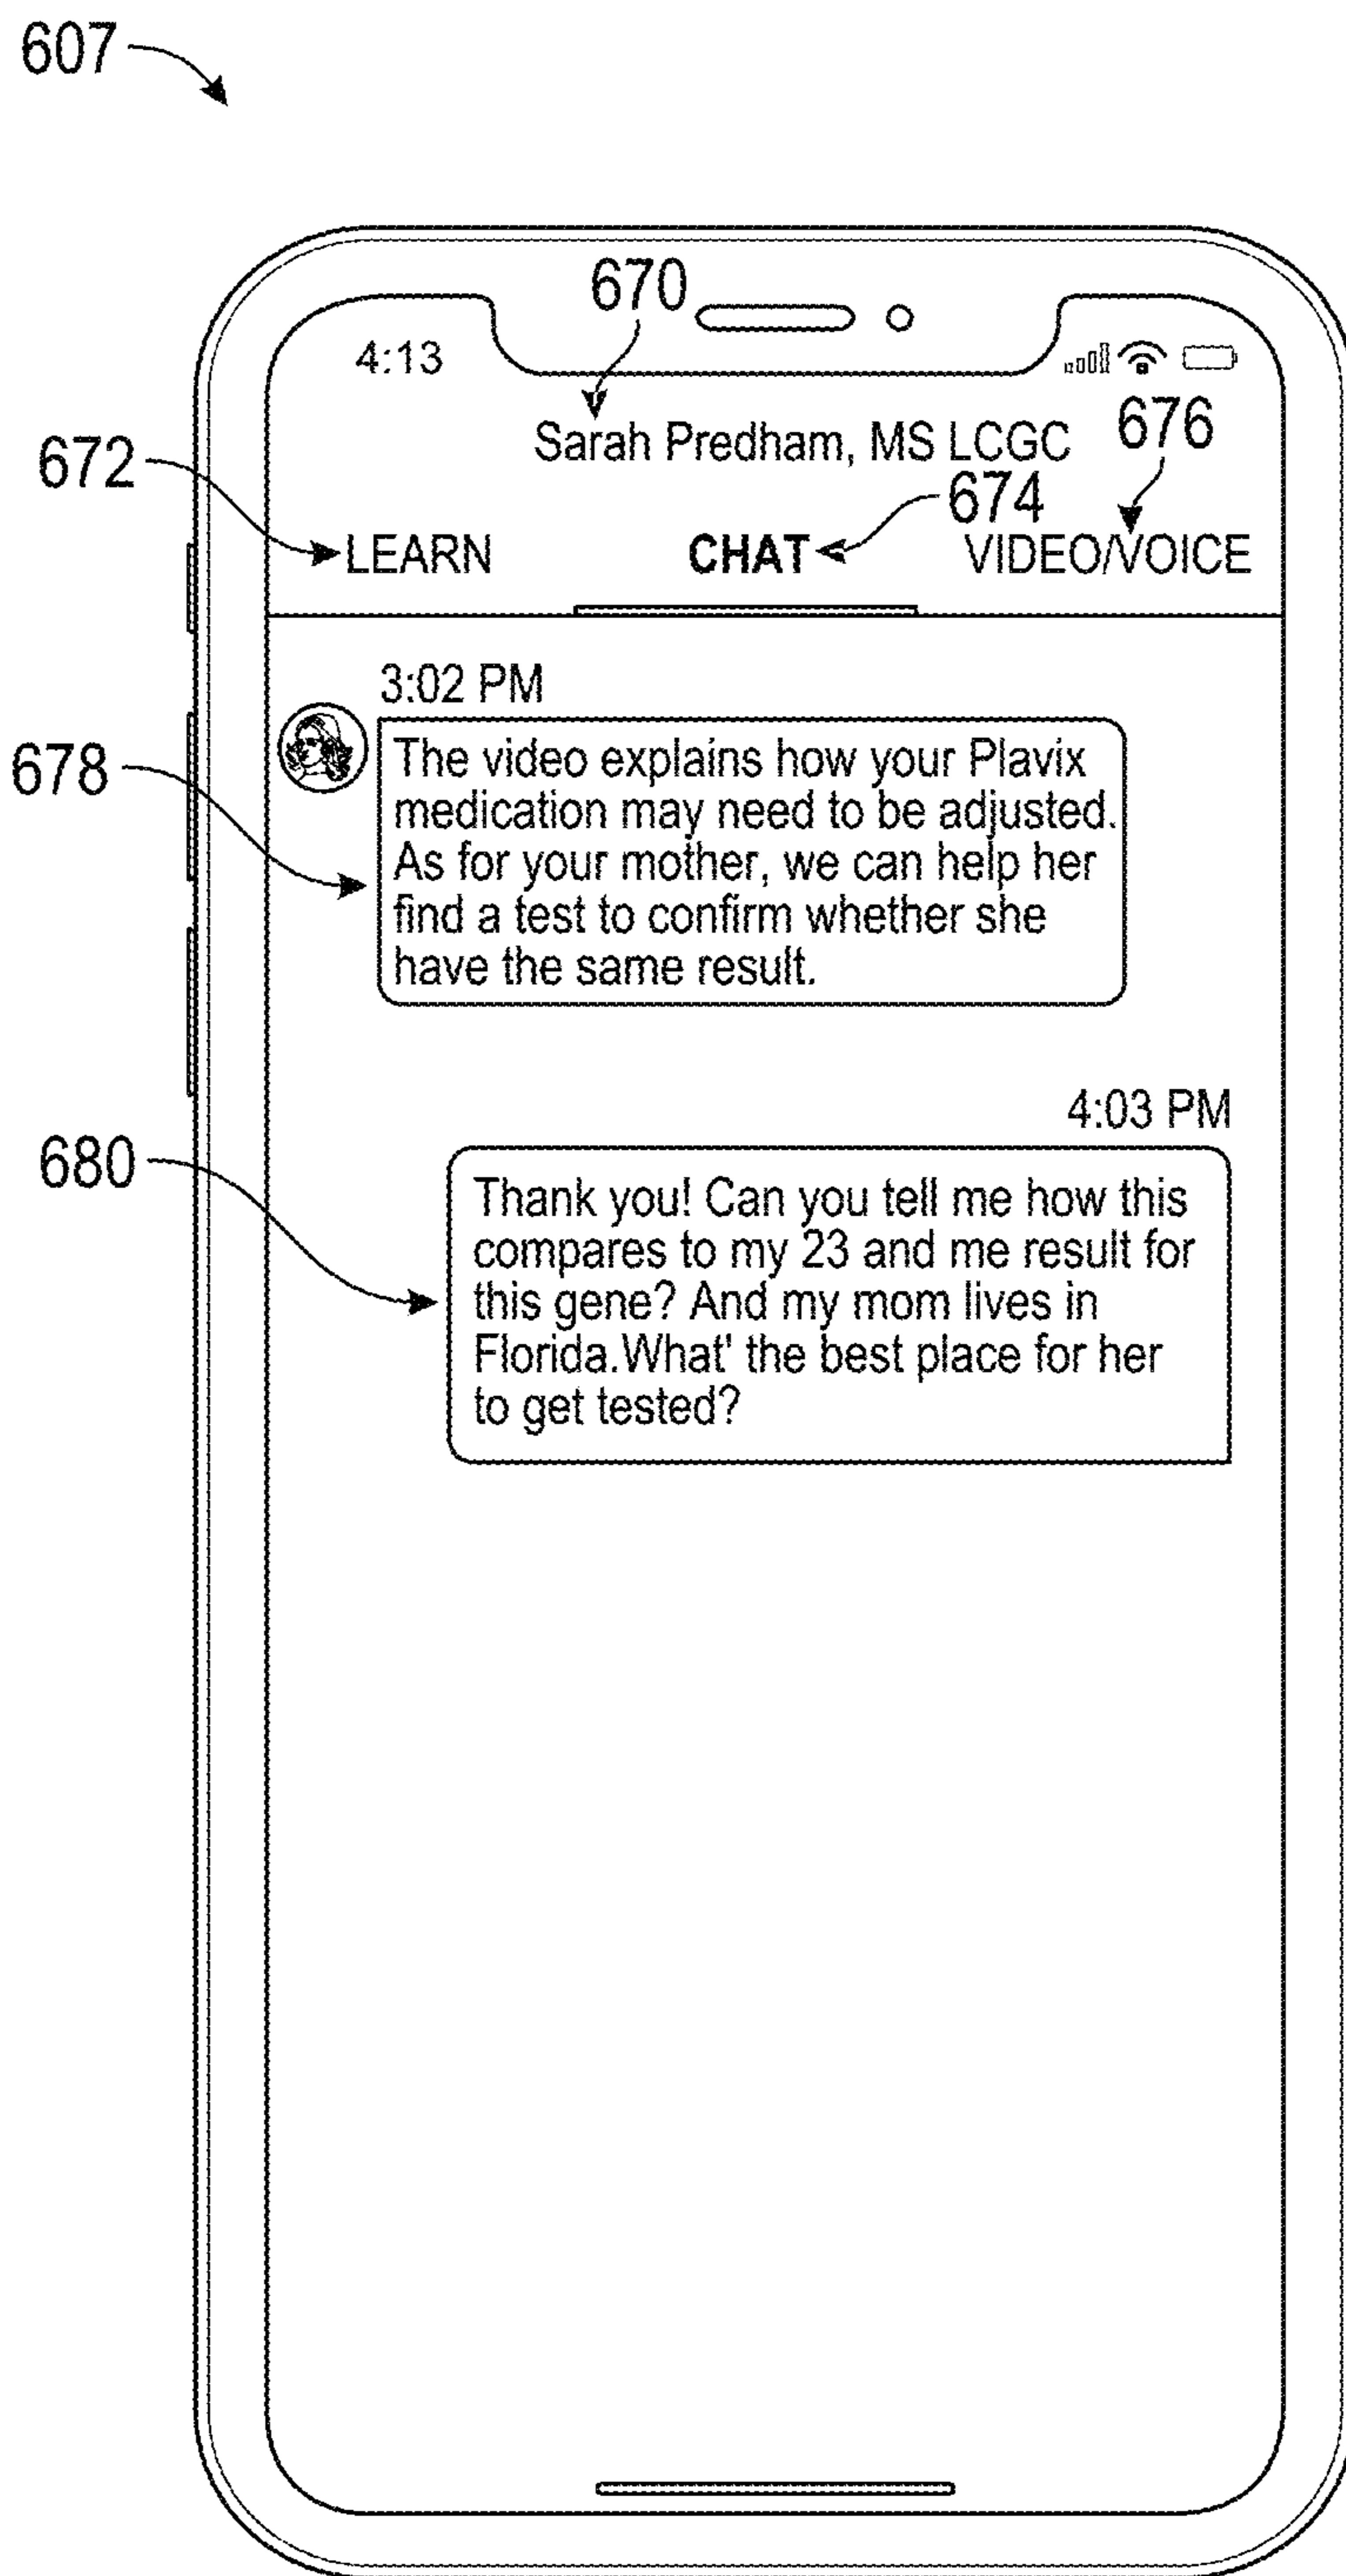 607
670
4:13
Sarah Predham, MS LCGC
676
672
674
LEARN
CHAT
VIDEO/VOICE
3:02 PM
678
The video explains how your Plavix
medication may need to be adjusted.
As for your mother, we can help her
find a test to confirm whether she
have the same result.
4:03 PM
680
Thank you! Can you tell me how this
compares to my 23 and me result for
this gene? And my mom lives in
Florida.What' the best place for her
to get tested?